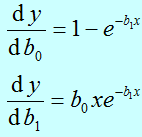 dy/db₀ = 1 − e^(−b₁x)
dy/db₁ = b₀xe^(−b₁x)